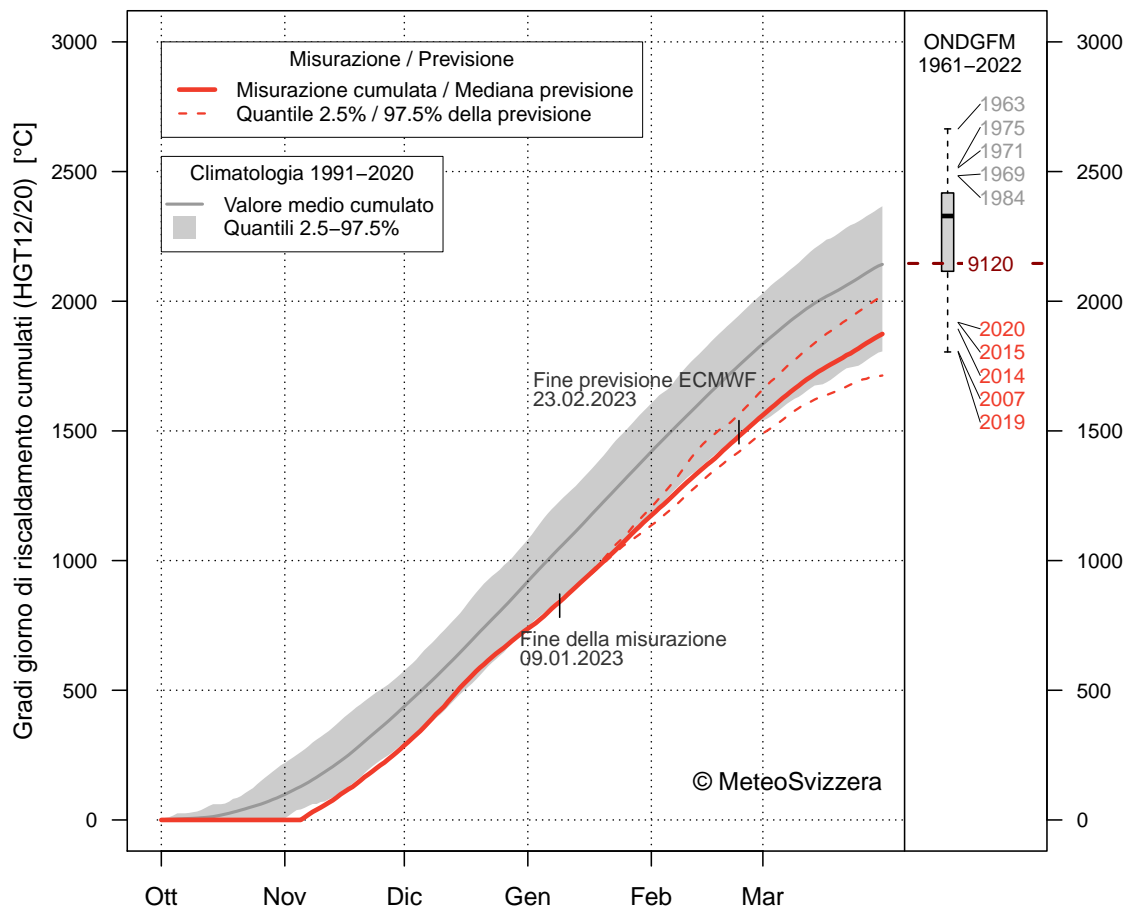 Gradi giorno di riscaldamento cumulati (HGT12/20) [°C]
3000
2500
2000
1500
1000
500
0
Misurazione / Previsione
Misurazione cumulata / Mediana previsione
Quantile 2.5% / 97.5% della previsione
Climatologia 1991−2020
Valore medio cumulato
Quantili 2.5−97.5%
Fine previsione ECMWF
23.02.2023
Fine della misurazione
09.01.2023
© MeteoSvizzera
Ott Nov Dic Gen Feb Mar
ONDGFM
1961−2022
1963
1975
1971
1969
1984
9120
2020
2015
2014
2007
2019
3000
2500
2000
1500
1000
500
0